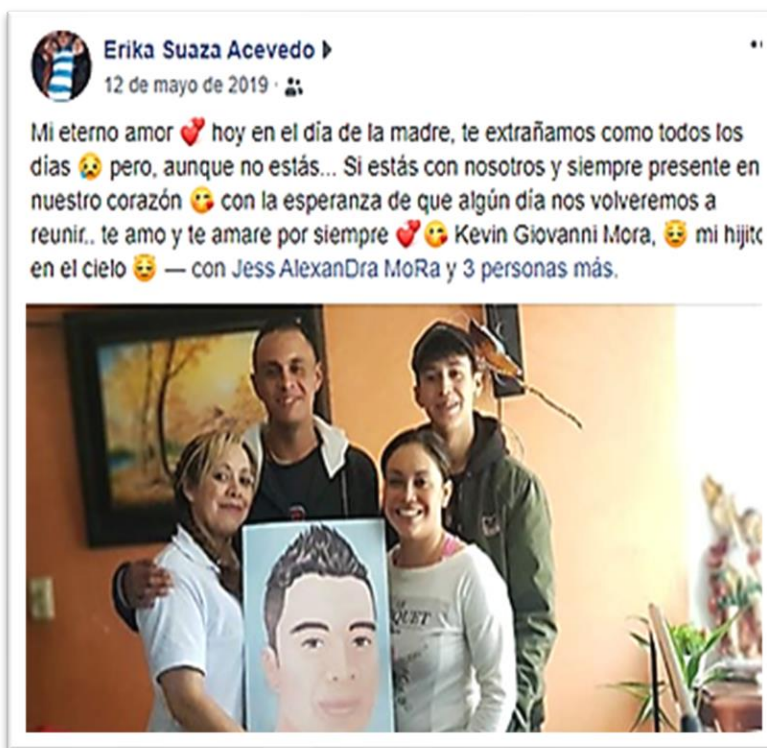 Erika Suaza Acevedo
12 de mayo de 2019 ·
Mi eterno amor 💕 hoy en el día de la madre, te extrañamos como todos los
días 😢 pero, aunque no estás... Si estás con nosotros y siempre presente en
nuestro corazón 😘 con la esperanza de que algún día nos volveremos a
reunir.. te amo y te amare por siempre 💕 😘 Kevin Giovanni Mora, 😇 mi hijito
en el cielo 😇 — con Jess AlexanDra MoRa y 3 personas más.
QUET